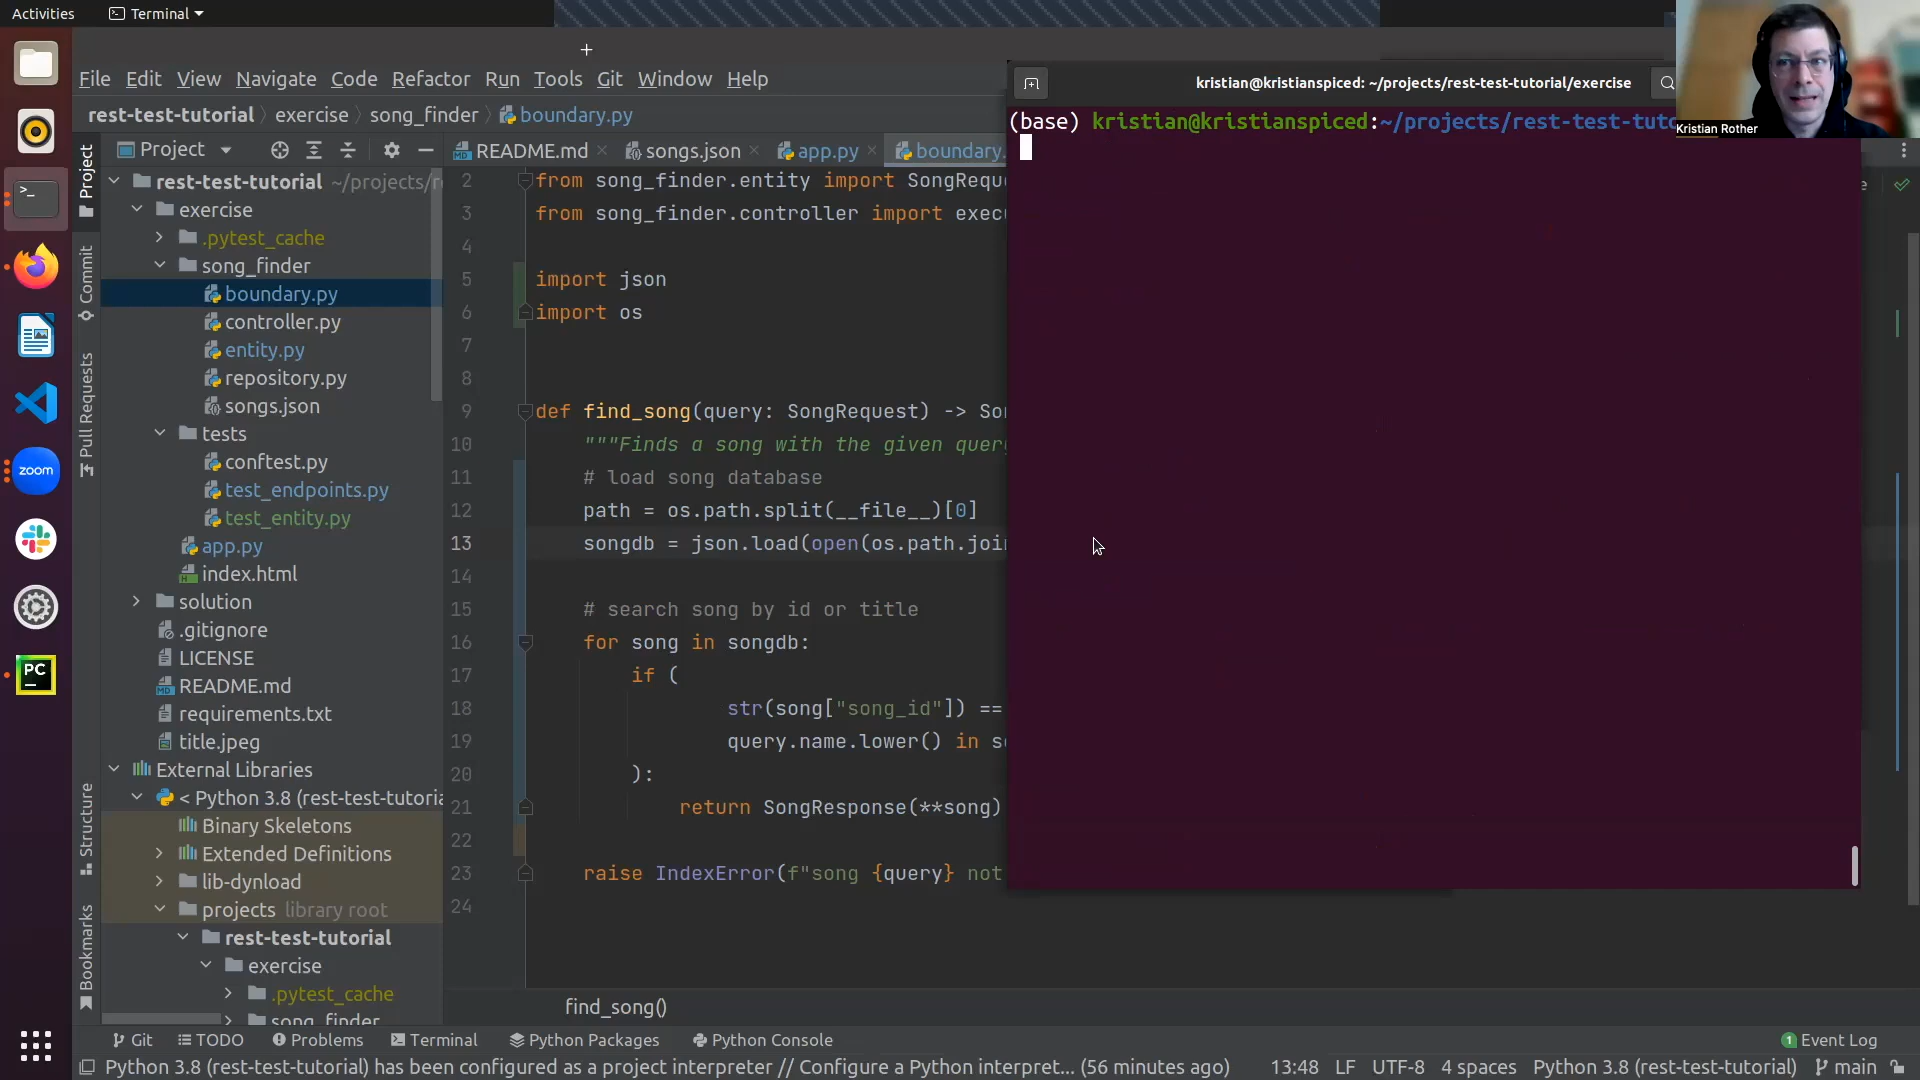 Activities
Terminal
File Edit View Navigate Code Refactor Run Tools Git Window Help
kristian@kristianspiced: ~/projects/rest-test-tutorial/exercise
Kristian Rother
rest-test-tutorial exercise song_finder boundary.py
(base) kristian@kristianspiced:~/projects/rest-test-tuto
Project
README.md songs.json app.py boundary.
Project
Commit
Pull Requests
Structure
Bookmarks
rest-test-tutorial ~/projects/r
exercise
.pytest_cache
song_finder
boundary.py
controller.py
entity.py
repository.py
songs.json
tests
conftest.py
test_endpoints.py
test_entity.py
app.py
index.html
solution
.gitignore
LICENSE
README.md
requirements.txt
title.jpeg
External Libraries
< Python 3.8 (rest-test-tutoria
Binary Skeletons
Extended Definitions
lib-dynload
projects library root
rest-test-tutorial
exercise
.pytest_cache
song_finder
zoom
PC
2 from song_finder.entity import SongRequ
3 from song_finder.controller import exec
4
5 import json
6 import os
7
8
9 def find_song(query: SongRequest) -> So
10 """Finds a song with the given query
11 # load song database
12 path = os.path.split(__file__)[0]
13 songdb = json.load(open(os.path.joi
14
15 # search song by id or title
16 for song in songdb:
17 if (
18 str(song["song_id"]) ==
19 query.name.lower() in s
20 ):
21 return SongResponse(**song)
22
23 raise IndexError(f"song {query} not
24
find_song()
Git TODO Problems Terminal Python Packages Python Console
1 Event Log
Python 3.8 (rest-test-tutorial) has been configured as a project interpreter // Configure a Python interpret... (56 minutes ago) 13:48 LF UTF-8 4 spaces Python 3.8 (rest-test-tutorial) main